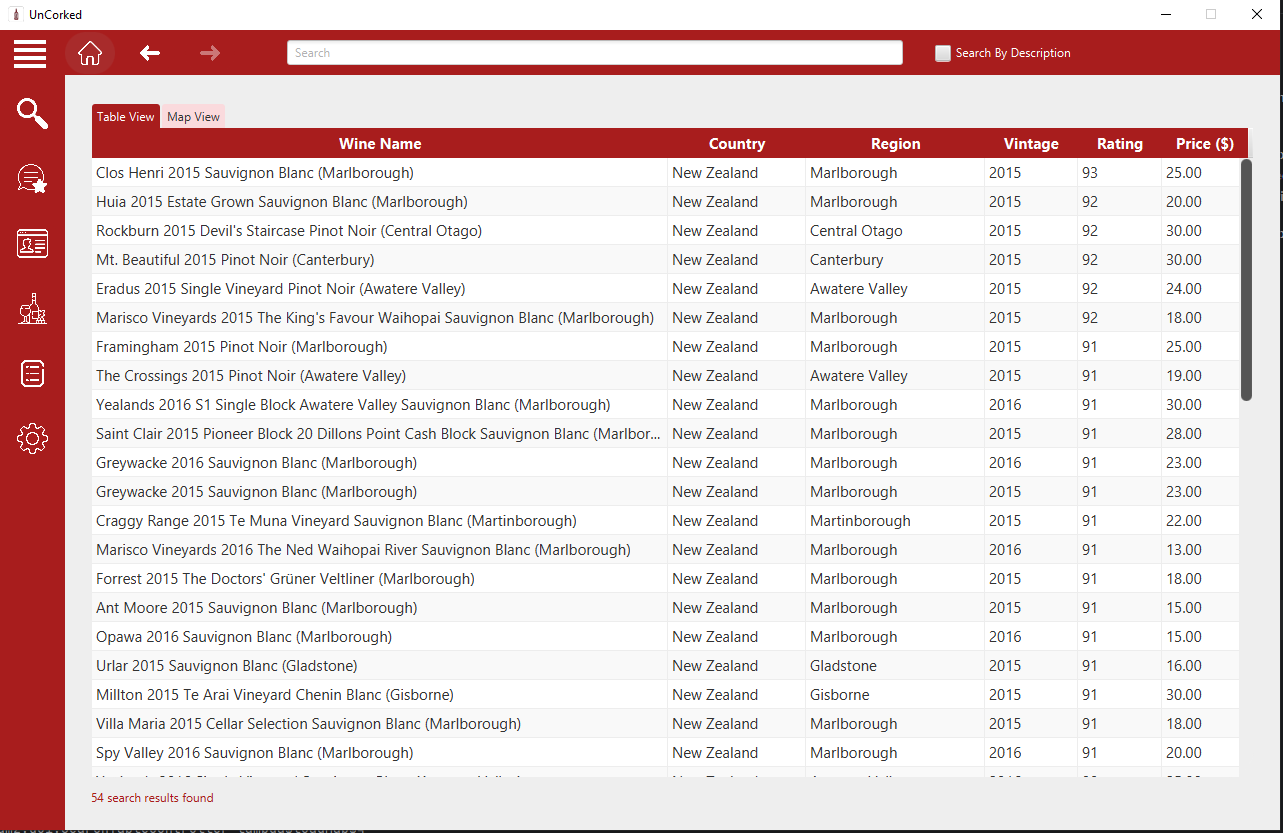 UnCorked
Search
Search By Description
Table View Map View
Wine Name Country Region Vintage Rating Price ($)
Clos Henri 2015 Sauvignon Blanc (Marlborough) New Zealand Marlborough 2015 93 25.00
Huia 2015 Estate Grown Sauvignon Blanc (Marlborough) New Zealand Marlborough 2015 92 20.00
Rockburn 2015 Devil's Staircase Pinot Noir (Central Otago) New Zealand Central Otago 2015 92 30.00
Mt. Beautiful 2015 Pinot Noir (Canterbury) New Zealand Canterbury 2015 92 30.00
Eradus 2015 Single Vineyard Pinot Noir (Awatere Valley) New Zealand Awatere Valley 2015 92 24.00
Marisco Vineyards 2015 The King's Favour Waihopai Sauvignon Blanc (Marlborough) New Zealand Marlborough 2015 92 18.00
Framingham 2015 Pinot Noir (Marlborough) New Zealand Marlborough 2015 91 25.00
The Crossings 2015 Pinot Noir (Awatere Valley) New Zealand Awatere Valley 2015 91 19.00
Yealands 2016 S1 Single Block Awatere Valley Sauvignon Blanc (Marlborough) New Zealand Marlborough 2016 91 30.00
Saint Clair 2015 Pioneer Block 20 Dillons Point Cash Block Sauvignon Blanc (Marlbor... New Zealand Marlborough 2015 91 28.00
Greywacke 2016 Sauvignon Blanc (Marlborough) New Zealand Marlborough 2016 91 23.00
Greywacke 2015 Sauvignon Blanc (Marlborough) New Zealand Marlborough 2015 91 23.00
Craggy Range 2015 Te Muna Vineyard Sauvignon Blanc (Martinborough) New Zealand Martinborough 2015 91 22.00
Marisco Vineyards 2016 The Ned Waihopai River Sauvignon Blanc (Marlborough) New Zealand Marlborough 2016 91 13.00
Forrest 2015 The Doctors' Grüner Veltliner (Marlborough) New Zealand Marlborough 2015 91 18.00
Ant Moore 2015 Sauvignon Blanc (Marlborough) New Zealand Marlborough 2015 91 15.00
Opawa 2016 Sauvignon Blanc (Marlborough) New Zealand Marlborough 2016 91 15.00
Urlar 2015 Sauvignon Blanc (Gladstone) New Zealand Gladstone 2015 91 16.00
Millton 2015 Te Arai Vineyard Chenin Blanc (Gisborne) New Zealand Gisborne 2015 91 30.00
Villa Maria 2015 Cellar Selection Sauvignon Blanc (Marlborough) New Zealand Marlborough 2015 91 18.00
Spy Valley 2016 Sauvignon Blanc (Marlborough) New Zealand Marlborough 2016 91 20.00
54 search results found